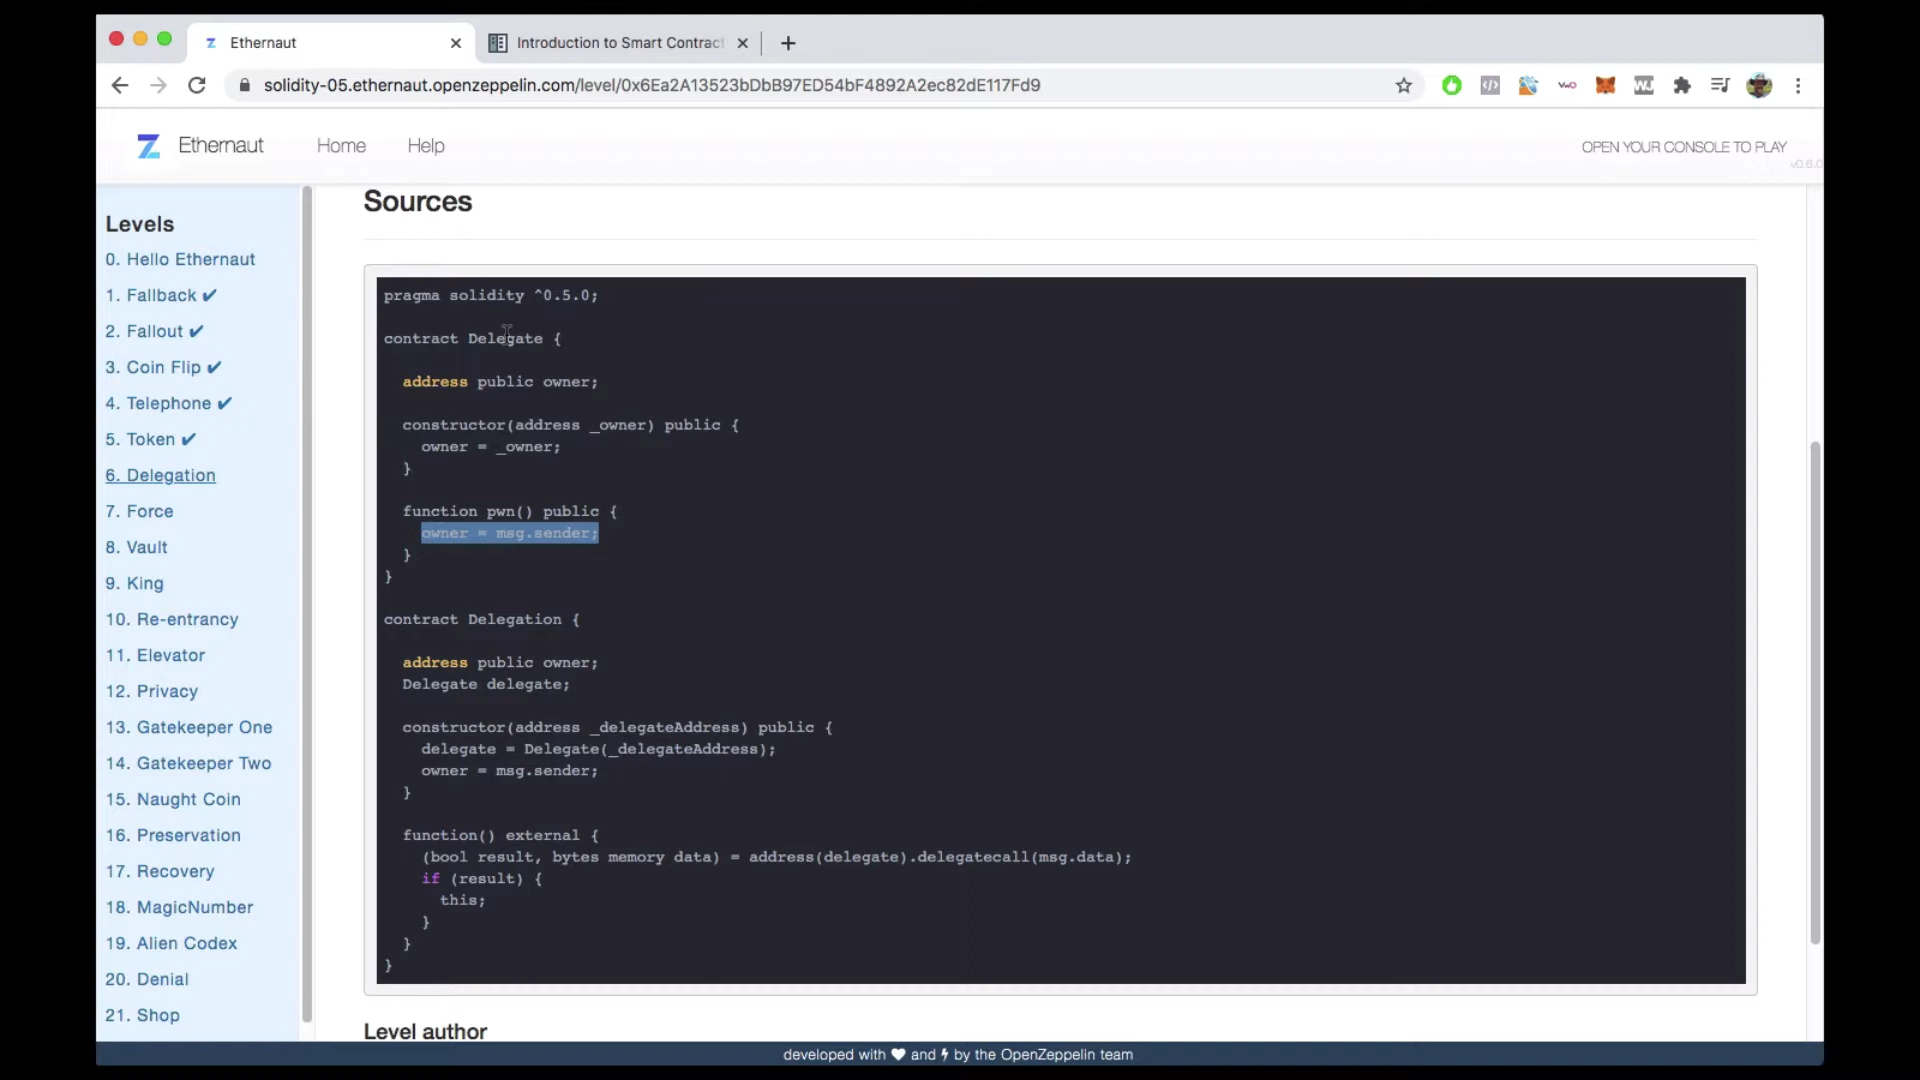 Ethernaut
Introduction to Smart Contract
solidity-05.ethernaut.openzeppelin.com/level/0x6Ea2A13523bDbB97ED54bF4892A2ec82dE117Fd9
Ethernaut
Home
Help
OPEN YOUR CONSOLE TO PLAY
v0.6.0
Levels
0. Hello Ethernaut
1. Fallback ✔
2. Fallout ✔
3. Coin Flip ✔
4. Telephone ✔
5. Token ✔
6. Delegation
7. Force
8. Vault
9. King
10. Re-entrancy
11. Elevator
12. Privacy
13. Gatekeeper One
14. Gatekeeper Two
15. Naught Coin
16. Preservation
17. Recovery
18. MagicNumber
19. Alien Codex
20. Denial
21. Shop
Sources
pragma solidity ^0.5.0;
contract Delegate {
address public owner;
constructor(address _owner) public {
owner = _owner;
}
function pwn() public {
owner = msg.sender;
}
}
contract Delegation {
address public owner;
Delegate delegate;
constructor(address _delegateAddress) public {
delegate = Delegate(_delegateAddress);
owner = msg.sender;
}
function() external {
(bool result, bytes memory data) = address(delegate).delegatecall(msg.data);
if (result) {
this;
}
}
}
Level author
developed with ❤ and ⚡ by the OpenZeppelin team